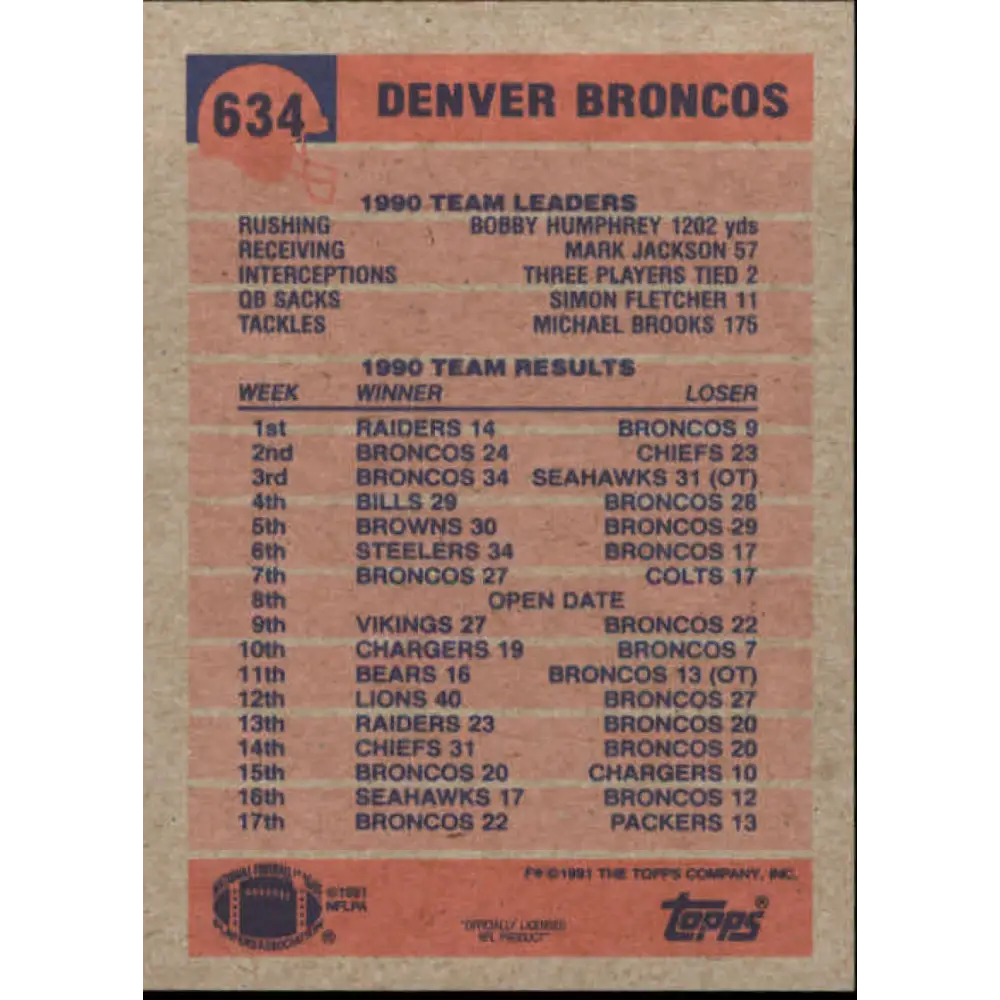 634 DENVER BRONCOS
1990 TEAM LEADERS
RUSHING BOBBY HUMPHREY 1202 yds
RECEIVING MARK JACKSON 57
INTERCEPTIONS THREE PLAYERS TIED 2
QB SACKS SIMON FLETCHER 11
TACKLES MICHAEL BROOKS 175
1990 TEAM RESULTS
WEEK WINNER LOSER
1st RAIDERS 14 BRONCOS 9
2nd BRONCOS 24 CHIEFS 23
3rd BRONCOS 34 SEAHAWKS 31 (OT)
4th BILLS 29 BRONCOS 28
5th BROWNS 30 BRONCOS 29
6th STEELERS 34 BRONCOS 17
7th BRONCOS 27 COLTS 17
8th OPEN DATE
9th VIKINGS 27 BRONCOS 22
10th CHARGERS 19 BRONCOS 7
11th BEARS 16 BRONCOS 13 (OT)
12th LIONS 40 BRONCOS 27
13th RAIDERS 23 BRONCOS 20
14th CHIEFS 31 BRONCOS 20
15th BRONCOS 20 CHARGERS 10
16th SEAHAWKS 17 BRONCOS 12
17th BRONCOS 22 PACKERS 13
©1991 THE TOPPS COMPANY, INC.
©1991
NFLPA
®
"OFFICIALLY LICENSED
NFL PRODUCT"
topps®